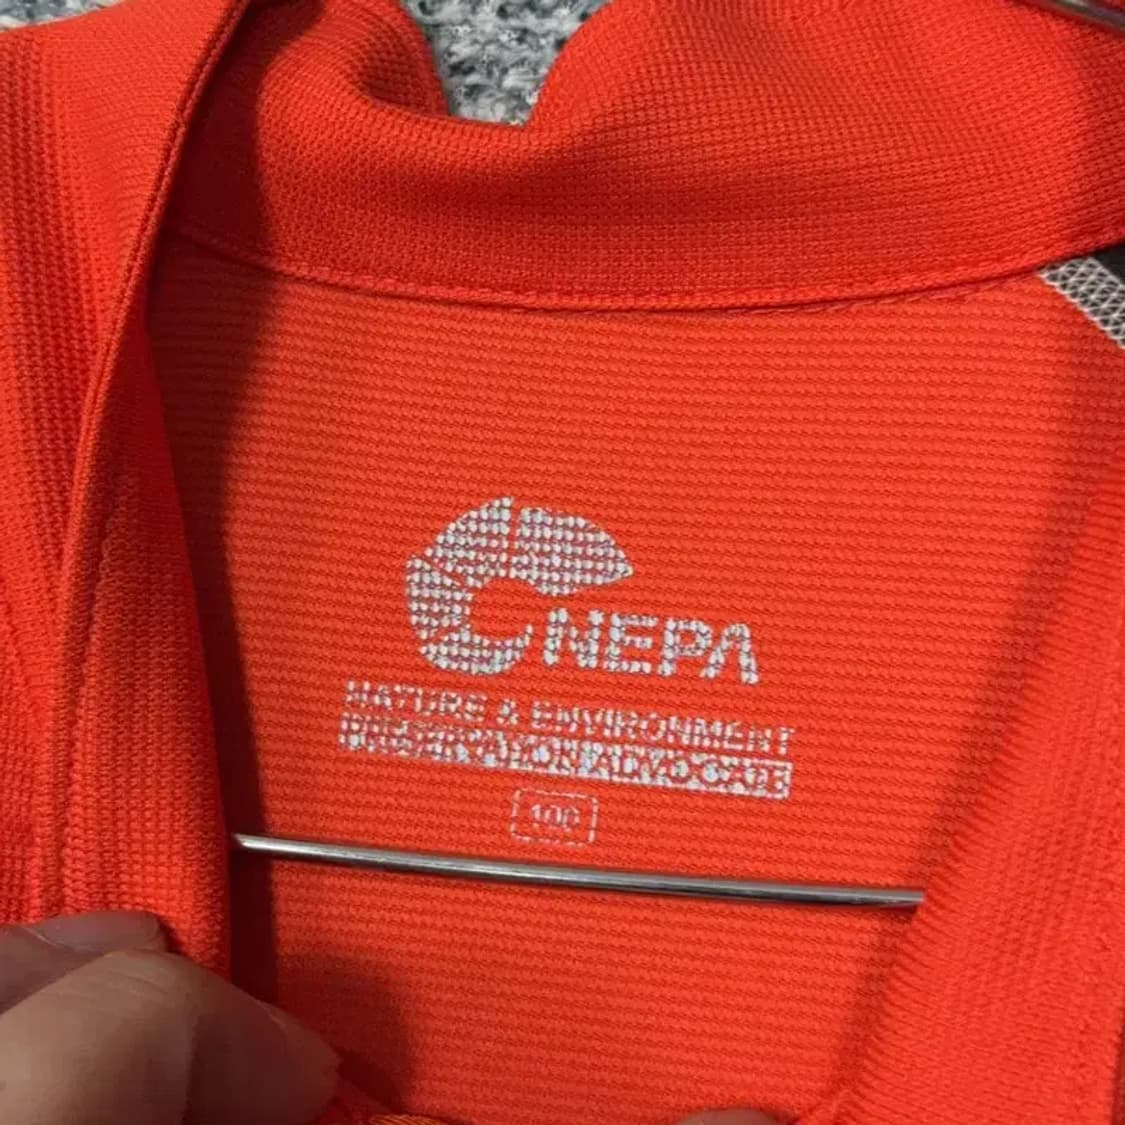 NEPA
NATURE & ENVIRONMENT
PRESERVATION ADVOCATE
100